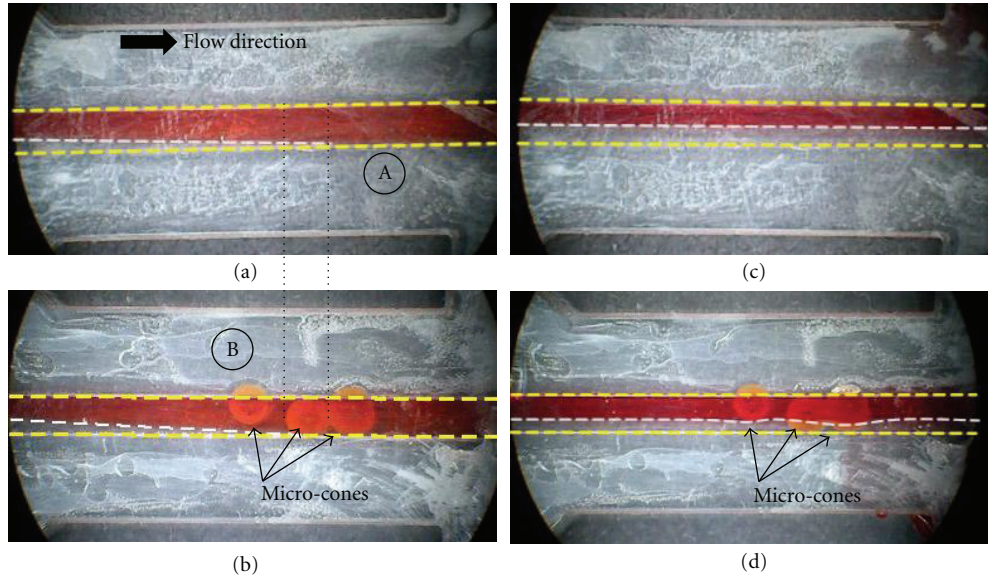 Flow direction
A
(a)
(c)
B
Micro-cones
(b)
Micro-cones
(d)